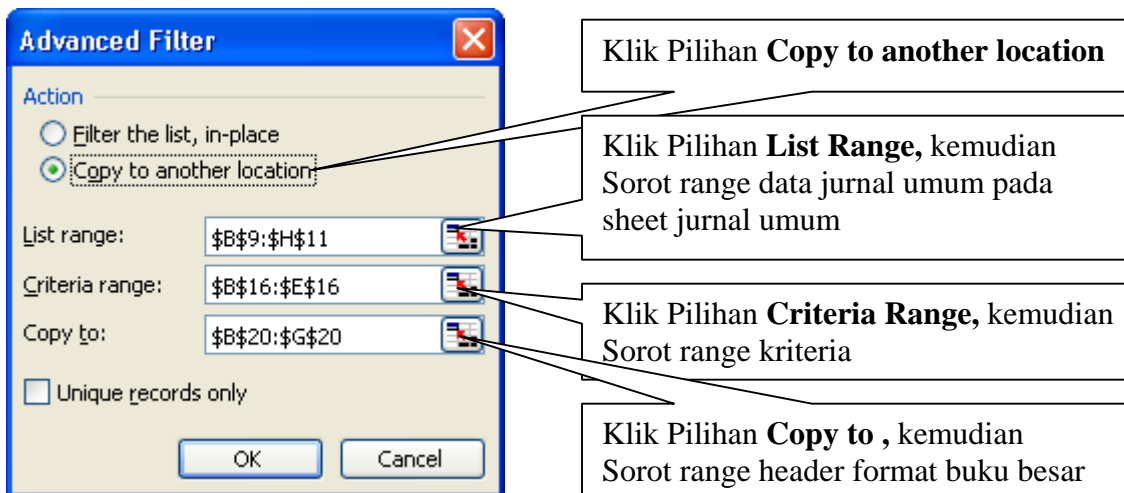 Advanced Filter
Action
Filter the list, in-place
Copy to another location
List range: $B$9:$H$11
Criteria range: $B$16:$E$16
Copy to: $B$20:$G$20
Unique records only
OK Cancel
Klik Pilihan Copy to another location
Klik Pilihan List Range, kemudian
Sorot range data jurnal umum pada
sheet jurnal umum
Klik Pilihan Criteria Range, kemudian
Sorot range kriteria
Klik Pilihan Copy to , kemudian
Sorot range header format buku besar